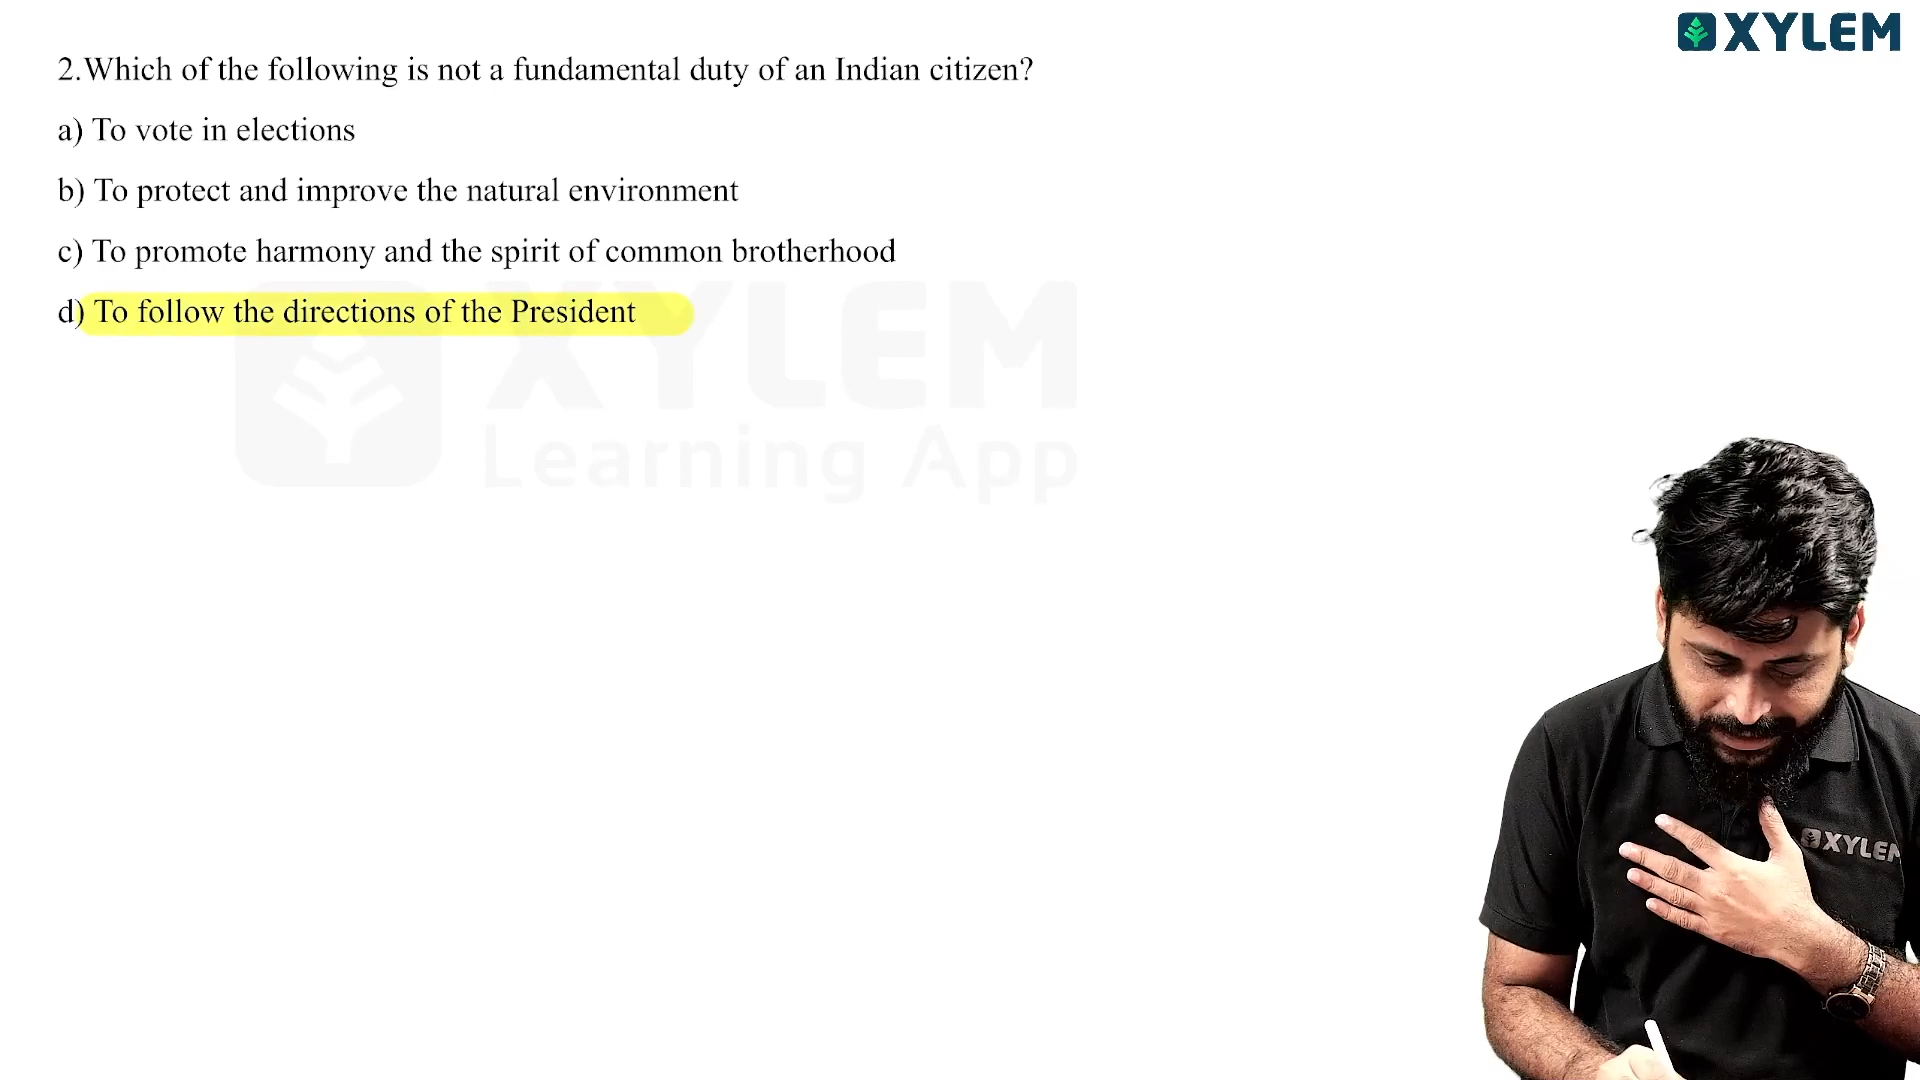 XYLEM
2.Which of the following is not a fundamental duty of an Indian citizen?
a) To vote in elections
b) To protect and improve the natural environment
c) To promote harmony and the spirit of common brotherhood
d) To follow the directions of the President
XYLEM
Learning App
XYLEM